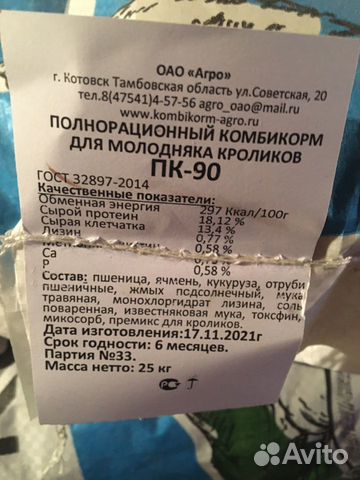 ОАО «Агро»
г. Котовск Тамбовская область ул.Советская, 20
тел.8(47541)4-57-56 agro_oao@mail.ru
www.kombikorm-agro.ru
ПОЛНОРАЦИОННЫЙ КОМБИКОРМ
ДЛЯ МОЛОДНЯКА КРОЛИКОВ
ПК-90
ГОСТ 32897-2014
Качественные показатели:
Обменная энергия 297 Ккал/100г
Сырой протеин 18,12 %
Сырая клетчатка 13,4 %
Лизин 0,77 %
0,58 %
Ca
P 0,58 %
Состав: пшеница, ячмень, кукуруза, отруби
пшеничные, жмых подсолнечный, мука
травяная, монохлоргидрат лизина, соль
поваренная, известняковая мука, токсфин,
микосорб, премикс для кроликов.
Дата изготовления:17.11.2021г
Срок годности: 6 месяцев.
Партия №33.
Масса нетто: 25 кг
РСТ
Avito